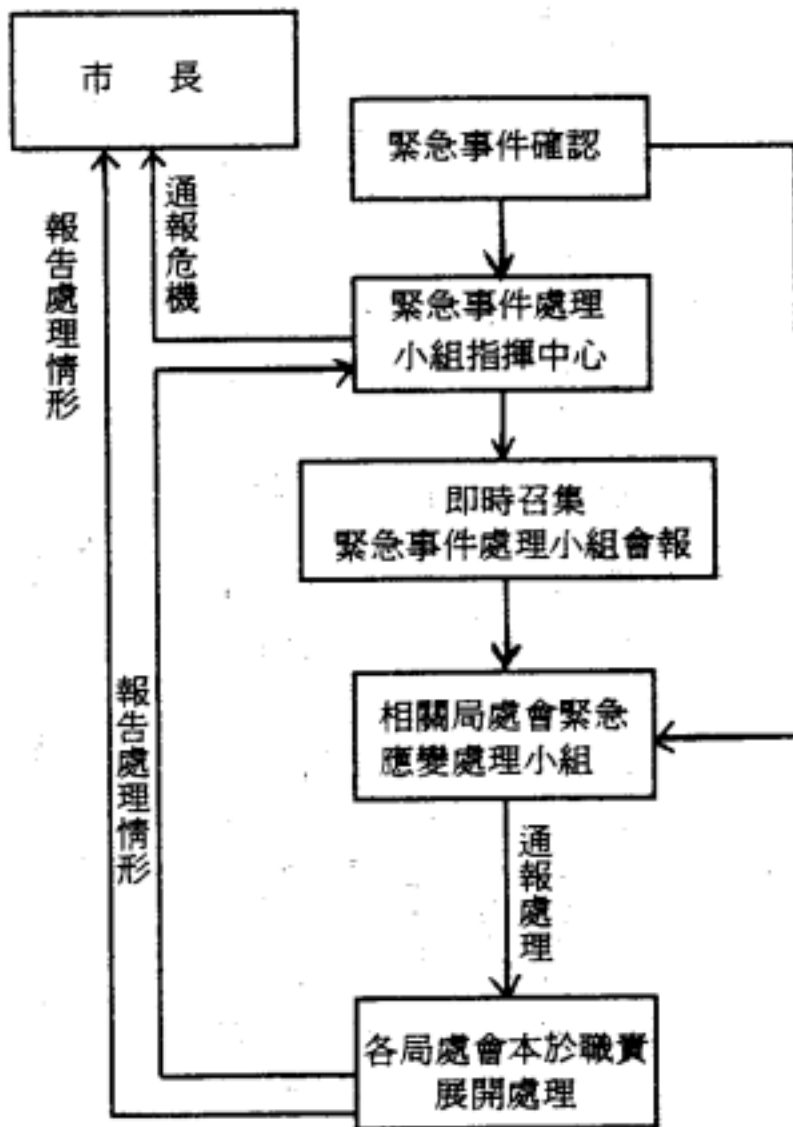 市 長
緊急事件確認
通報危機
報告處理情形
緊急事件處理
小組指揮中心
即時召集
緊急事件處理小組會報
相關局處會緊急
應變處理小組
報告處理情形
通報處理
各局處會本於職責
展開處理